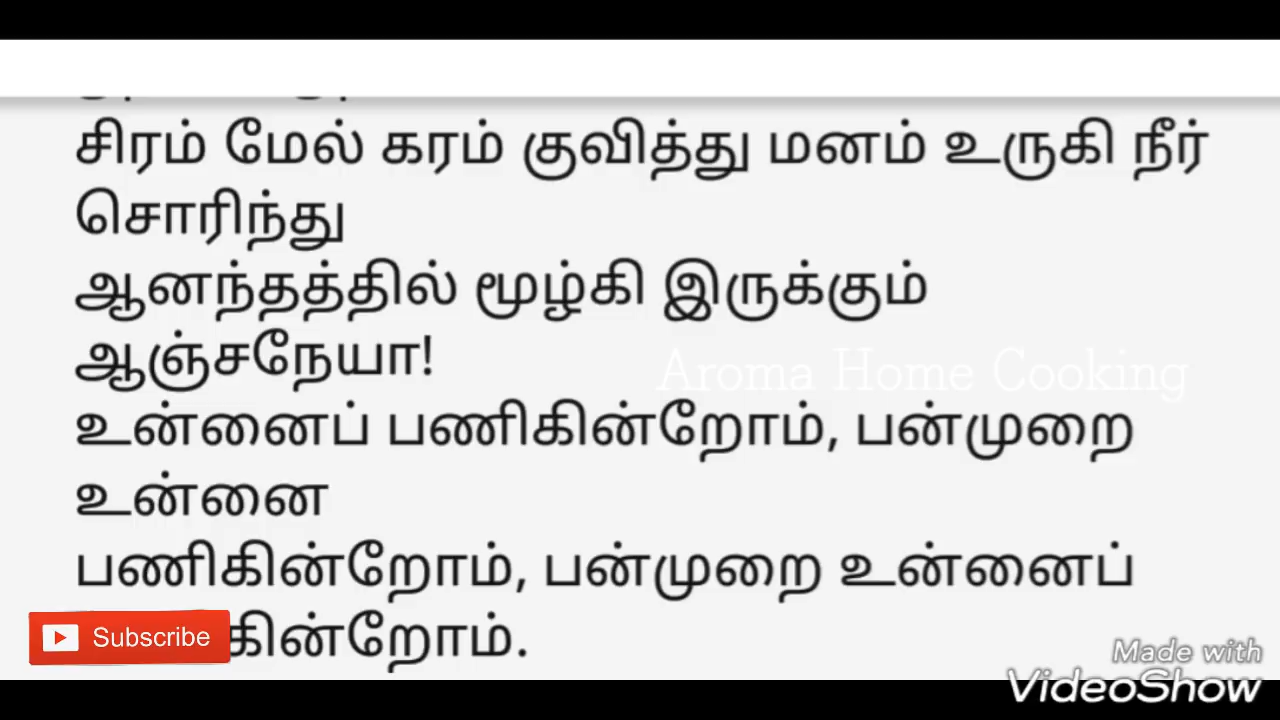 சிரம் மேல் கரம் குவித்து மனம் உருகி நீர்
சொரிந்து
ஆனந்தத்தில் மூழ்கி இருக்கும்
ஆஞ்சநேயா!
Aroma Home Cooking
உன்னைப் பணிகின்றோம், பன்முறை
உன்னை
பணிகின்றோம், பன்முறை உன்னைப்
கின்றோம்.
Subscribe
Made with
VideoShow